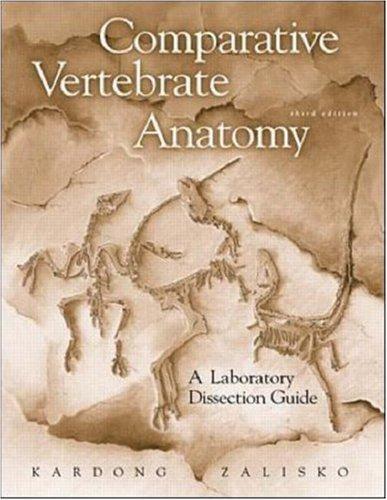 Comparative
Vertebrate
Anatomy
third edition
A Laboratory
Dissection Guide
KARDONG ZALISKO